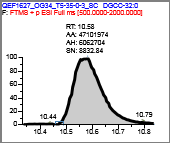 QEF1627_OG34_T5-35-0-3_SC DGCC-32:0
F: FTMS + p ESI Full ms [500.0000-2000.0000]
RT: 10.58
AA: 47101974
AH: 6062704
SN: 8832.84
100
80
60
40
20
0
10.44
10.79
10.4 10.5 10.6 10.7 10.8